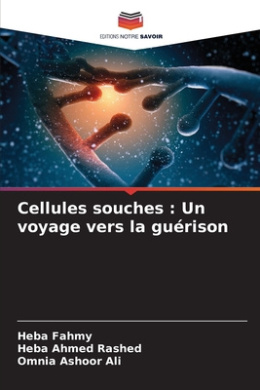 EDITIONS NOTRE SAVOIR
Cellules souches : Un
voyage vers la guérison
Heba Fahmy
Heba Ahmed Rashed
Omnia Ashoor Ali